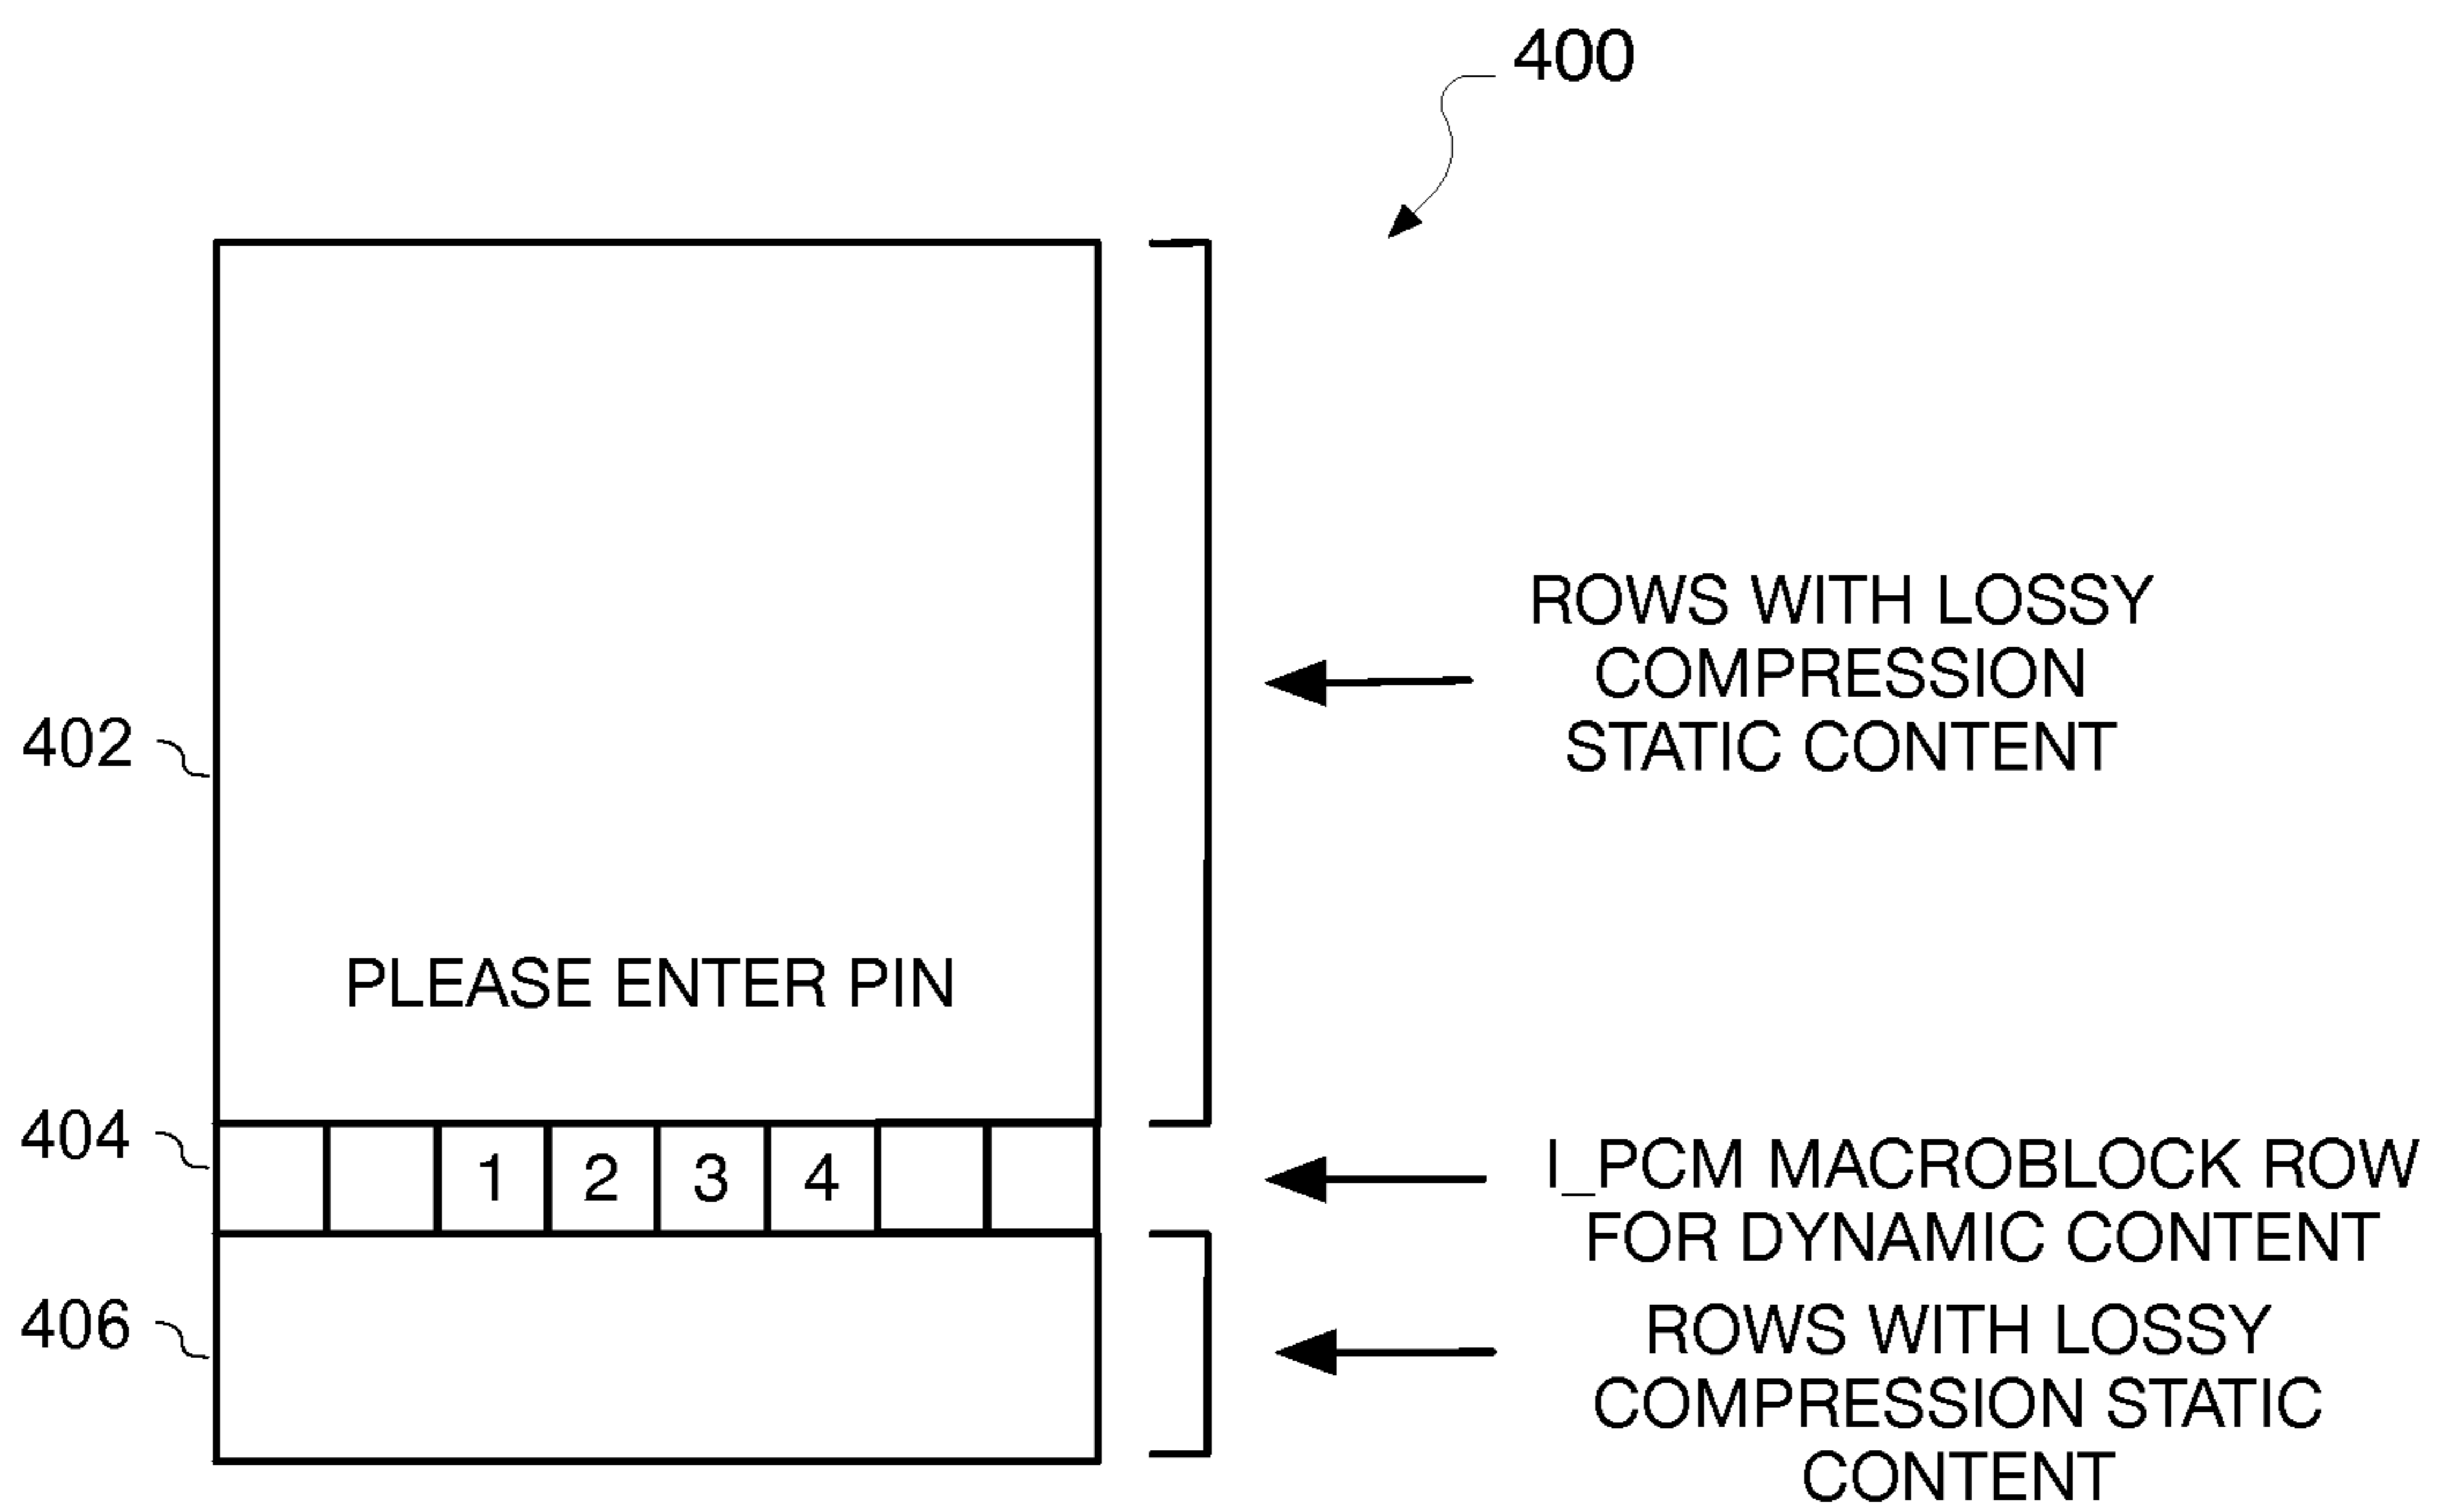 400
ROWS WITH LOSSY
COMPRESSION
STATIC CONTENT
402
PLEASE ENTER PIN
404
1 2 3 4
I_PCM MACROBLOCK ROW
FOR DYNAMIC CONTENT
406
ROWS WITH LOSSY
COMPRESSION STATIC
CONTENT